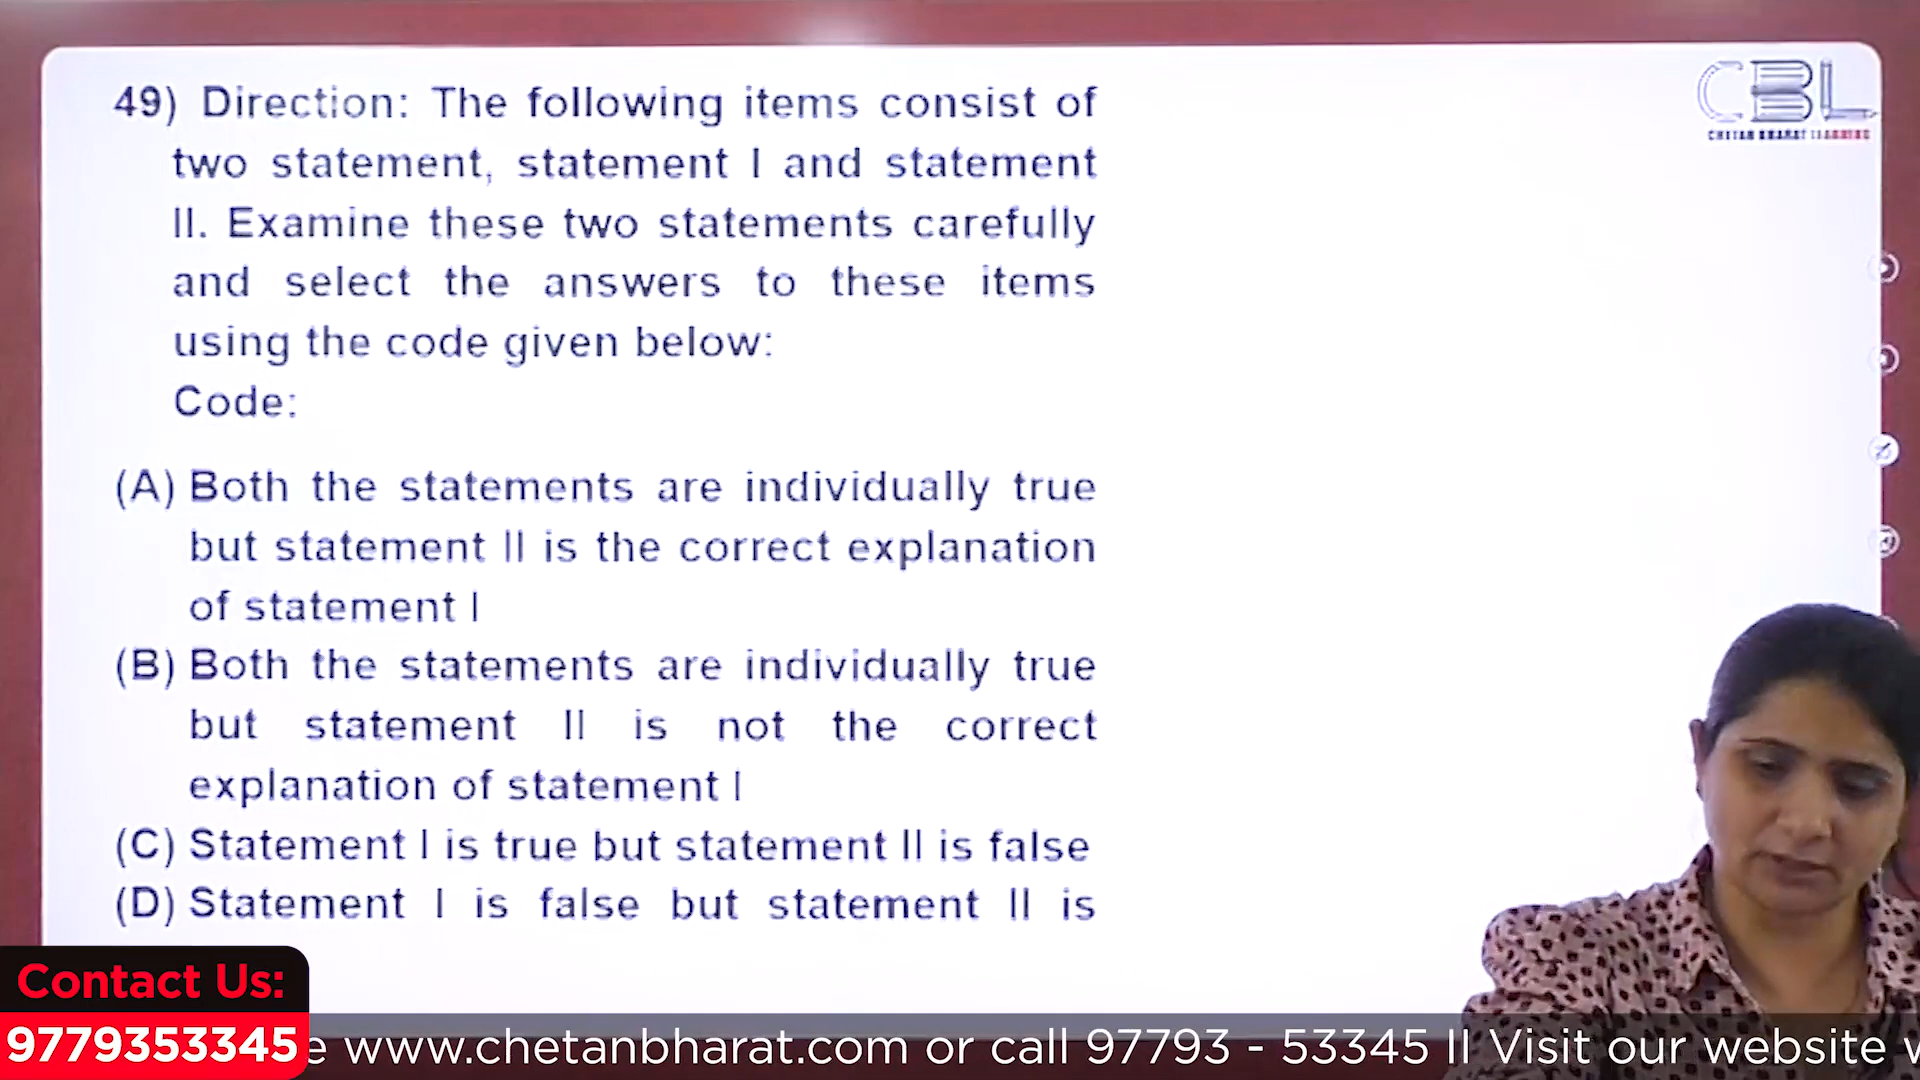 49) Direction: The following items consist of
two statement, statement I and statement
II. Examine these two statements carefully
and select the answers to these items
using the code given below:
Code:
(A) Both the statements are individually true
but statement II is the correct explanation
of statement I
(B) Both the statements are individually true
but statement II is not the correct
explanation of statement I
(C) Statement I is true but statement II is false
(D) Statement I is false but statement II is
CBL
CHETAN BHARAT LEARNING
Contact Us:
9779353345
e www.chetanbharat.com or call 97793 - 53345 II Visit our website w